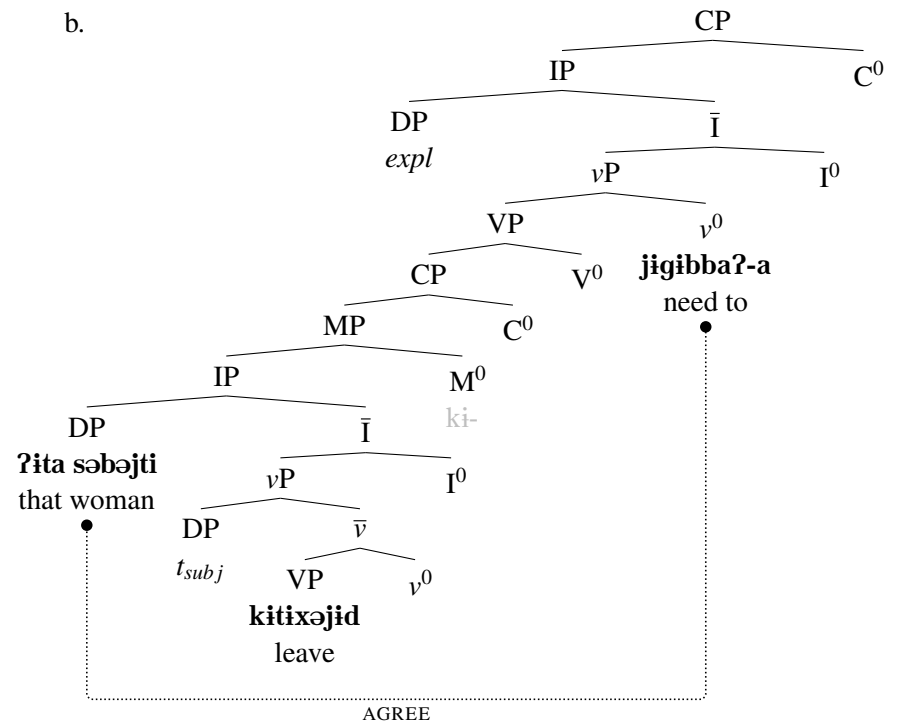 b.
CP
IP C⁰
DP Ī
expl
vP I⁰
VP v⁰
CP V⁰ jɨgɨbbaʔ-a
need to
MP C⁰
IP M⁰
kɨ-
DP Ī
ʔɨta səbəjti
that woman
vP I⁰
DP v̄
t_subj
VP v⁰
kɨtɨxəjɨd
leave
AGREE